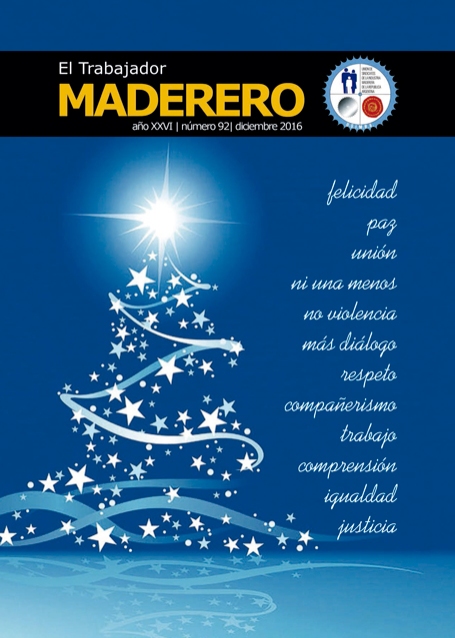 El Trabajador
MADERERO
año XXVI | número 92| diciembre 2016
felicidad
paz
unión
ni una menos
no violencia
más diálogo
respeto
compañerismo
trabajo
comprensión
igualdad
justicia